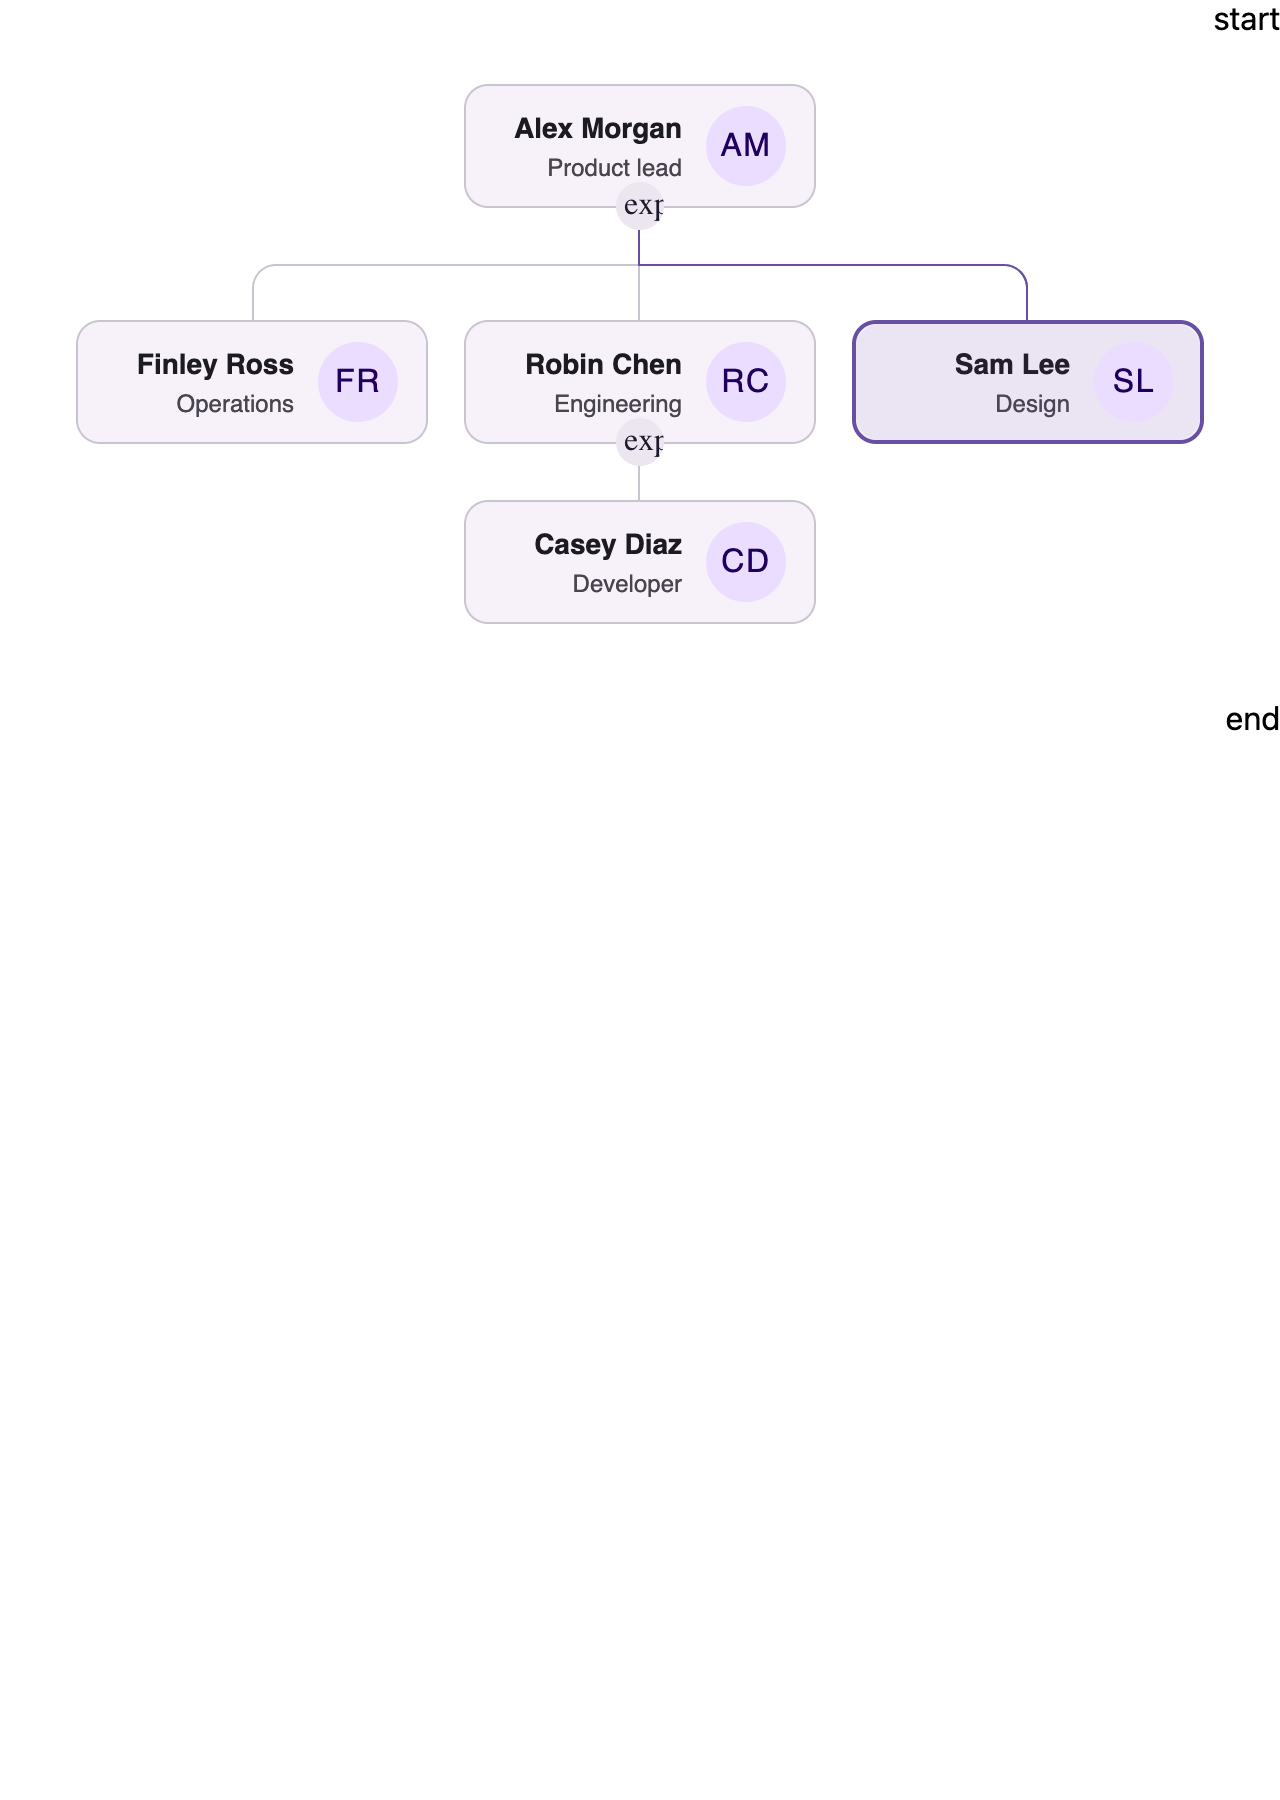 start
Alex Morgan
Product lead
AM
exp
Finley Ross
Operations
FR
Robin Chen
Engineering
RC
exp
Sam Lee
Design
SL
Casey Diaz
Developer
CD
end